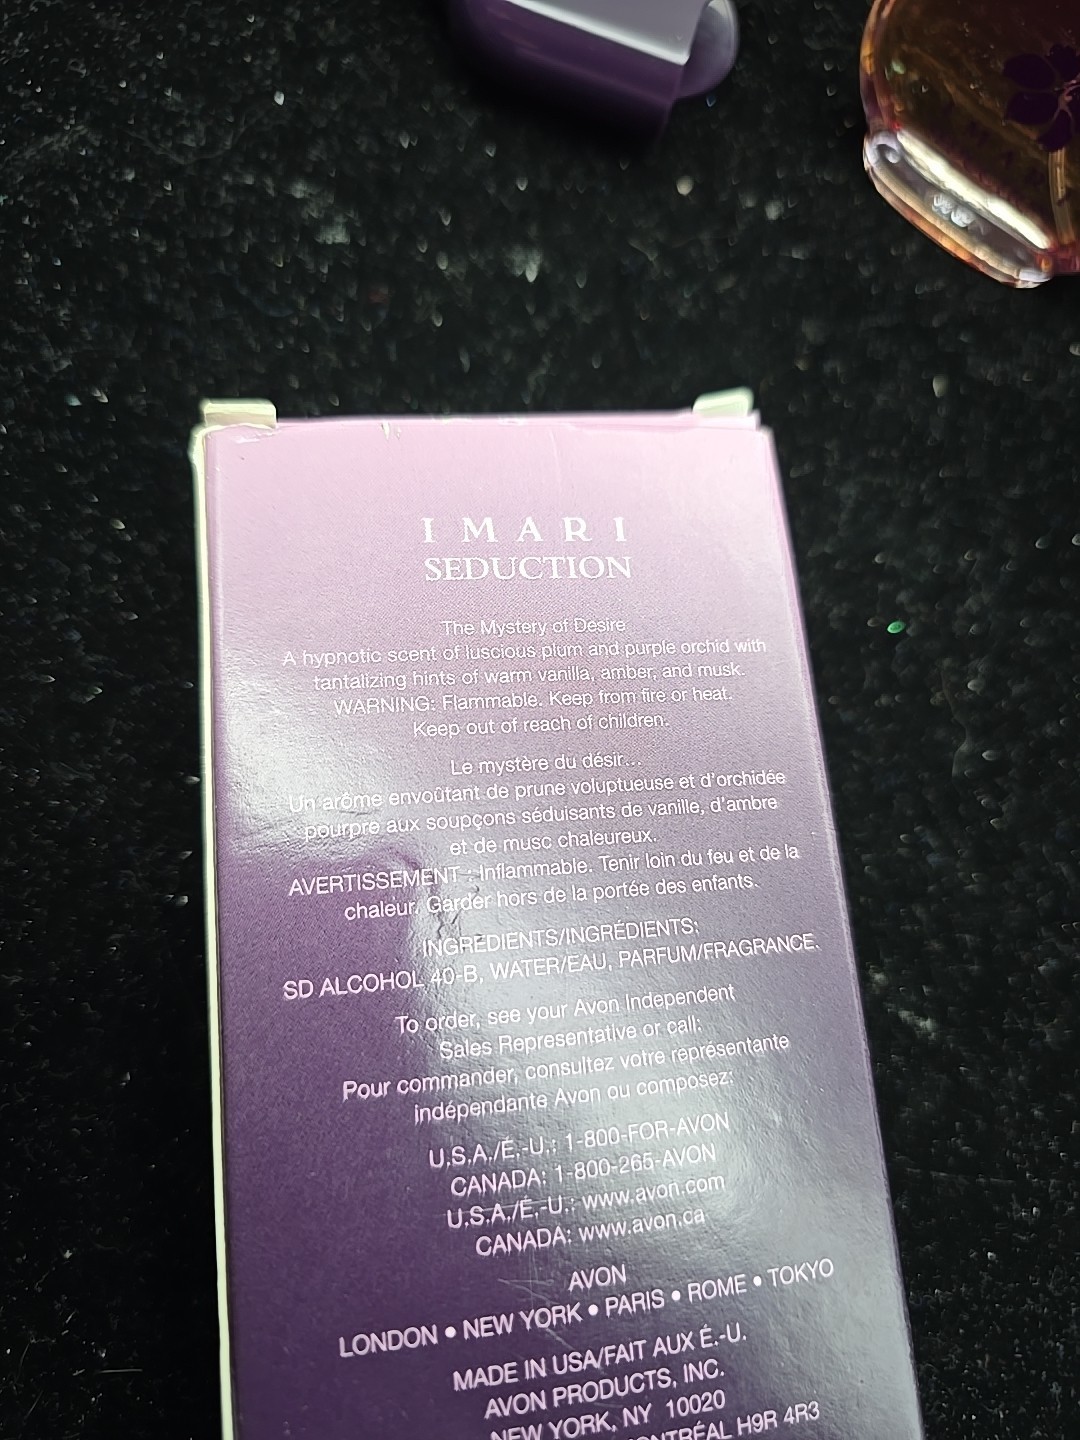 IMARI
SEDUCTION
The Mystery of Desire
A hypnotic scent of luscious plum and purple orchid with
tantalizing hints of warm vanilla, amber, and musk.
WARNING: Flammable. Keep from fire or heat.
Keep out of reach of children.
Le mystère du désir...
Un arôme envoûtant de prune voluptueuse et d'orchidée
pourpre aux soupçons séduisants de vanille, d'ambre
et de musc chaleureux.
AVERTISSEMENT : Inflammable. Tenir loin du feu et de la
chaleur. Garder hors de la portée des enfants.
INGREDIENTS/INGRÉDIENTS:
SD ALCOHOL 40-B, WATER/EAU, PARFUM/FRAGRANCE.
To order, see your Avon Independent
Sales Representative or call:
Pour commander, consultez votre représentante
indépendante Avon ou composez:
U.S.A./É.-U.: 1-800-FOR-AVON
CANADA: 1-800-265-AVON
U.S.A./É.-U.: www.avon.com
CANADA: www.avon.ca
AVON
LONDON • NEW YORK • PARIS • ROME • TOKYO
MADE IN USA/FAIT AUX É.-U.
AVON PRODUCTS, INC.
NEW YORK, NY 10020
MONTRÉAL H9R 4R3